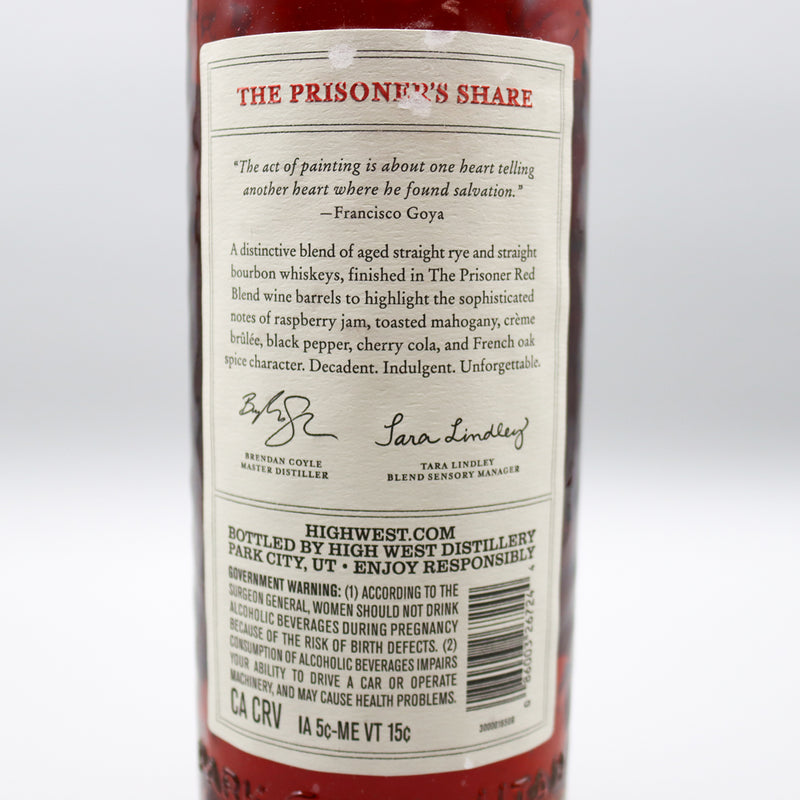 THE PRISONER'S SHARE
"The act of painting is about one heart telling
another heart where he found salvation."
—Francisco Goya
A distinctive blend of aged straight rye and straight
bourbon whiskeys, finished in The Prisoner Red
Blend wine barrels to highlight the sophisticated
notes of raspberry jam, toasted mahogany, crème
brûlée, black pepper, cherry cola, and French oak
spice character. Decadent. Indulgent. Unforgettable.
Tara Lindley
BRENDAN COYLE
MASTER DISTILLER
TARA LINDLEY
BLEND SENSORY MANAGER
HIGHWEST.COM
BOTTLED BY HIGH WEST DISTILLERY
PARK CITY, UT • ENJOY RESPONSIBLY
GOVERNMENT WARNING: (1) ACCORDING TO THE
SURGEON GENERAL, WOMEN SHOULD NOT DRINK
ALCOHOLIC BEVERAGES DURING PREGNANCY
BECAUSE OF THE RISK OF BIRTH DEFECTS. (2)
CONSUMPTION OF ALCOHOLIC BEVERAGES IMPAIRS
YOUR ABILITY TO DRIVE A CAR OR OPERATE
MACHINERY, AND MAY CAUSE HEALTH PROBLEMS.
CA CRV IA 5¢-ME VT 15¢
0 86003 26724 4